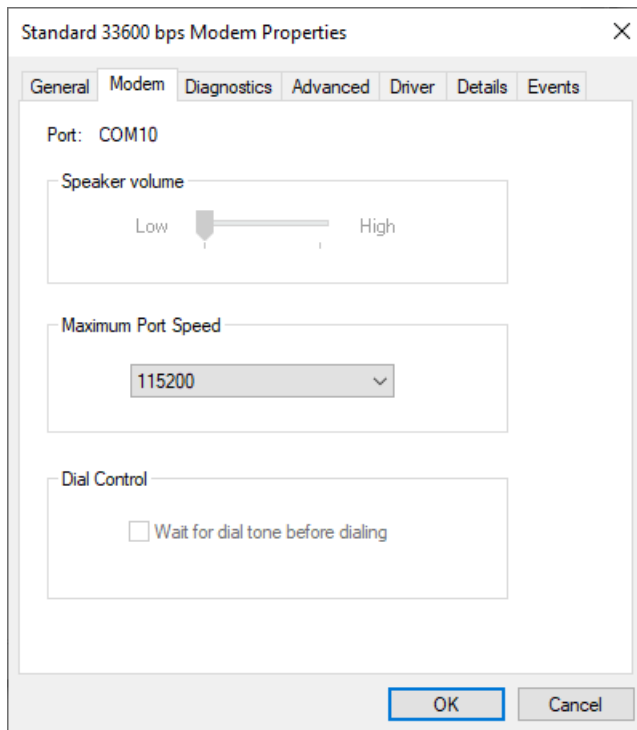 Standard 33600 bps Modem Properties
General Modem Diagnostics Advanced Driver Details Events
Port: COM10
Speaker volume
Low High
Maximum Port Speed
115200
Dial Control
Wait for dial tone before dialing
OK Cancel